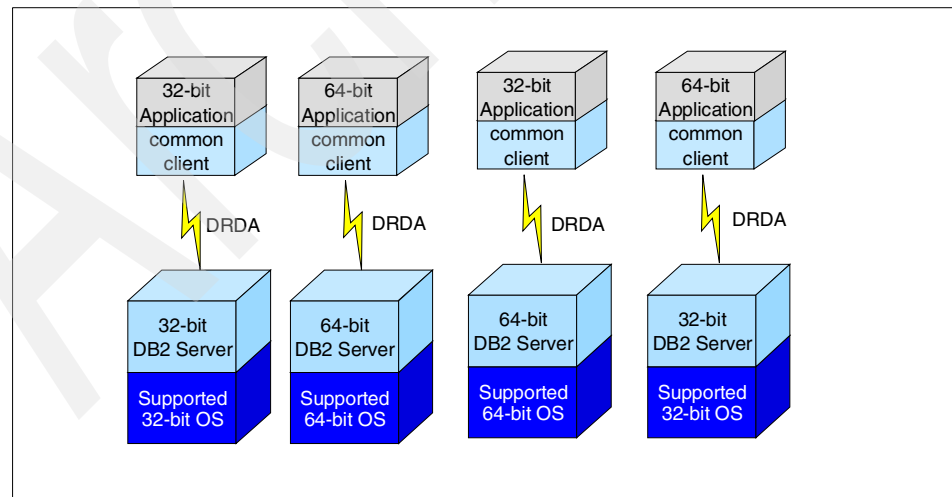 32-bit
Application
common
client
DRDA
32-bit
DB2 Server
Supported
32-bit OS
64-bit
Application
common
client
DRDA
64-bit
DB2 Server
Supported
64-bit OS
32-bit
Application
common
client
DRDA
64-bit
DB2 Server
Supported
64-bit OS
64-bit
Application
common
client
DRDA
32-bit
DB2 Server
Supported
32-bit OS